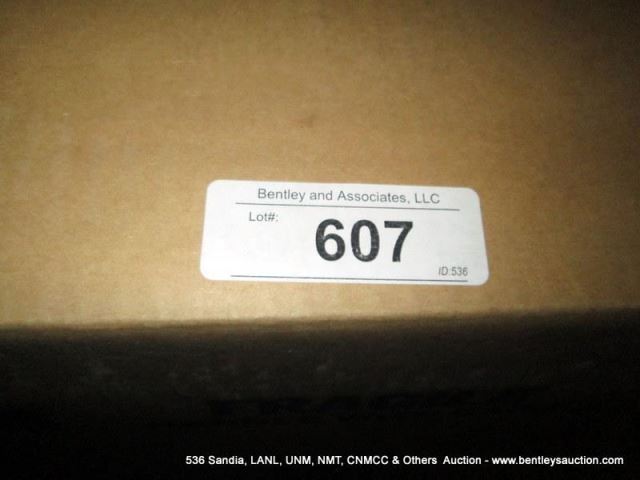 Bentley and Associates, LLC
Lot#:
607
ID:536
536 Sandia, LANL, UNM, NMT, CNMCC & Others Auction - www.bentleysauction.com